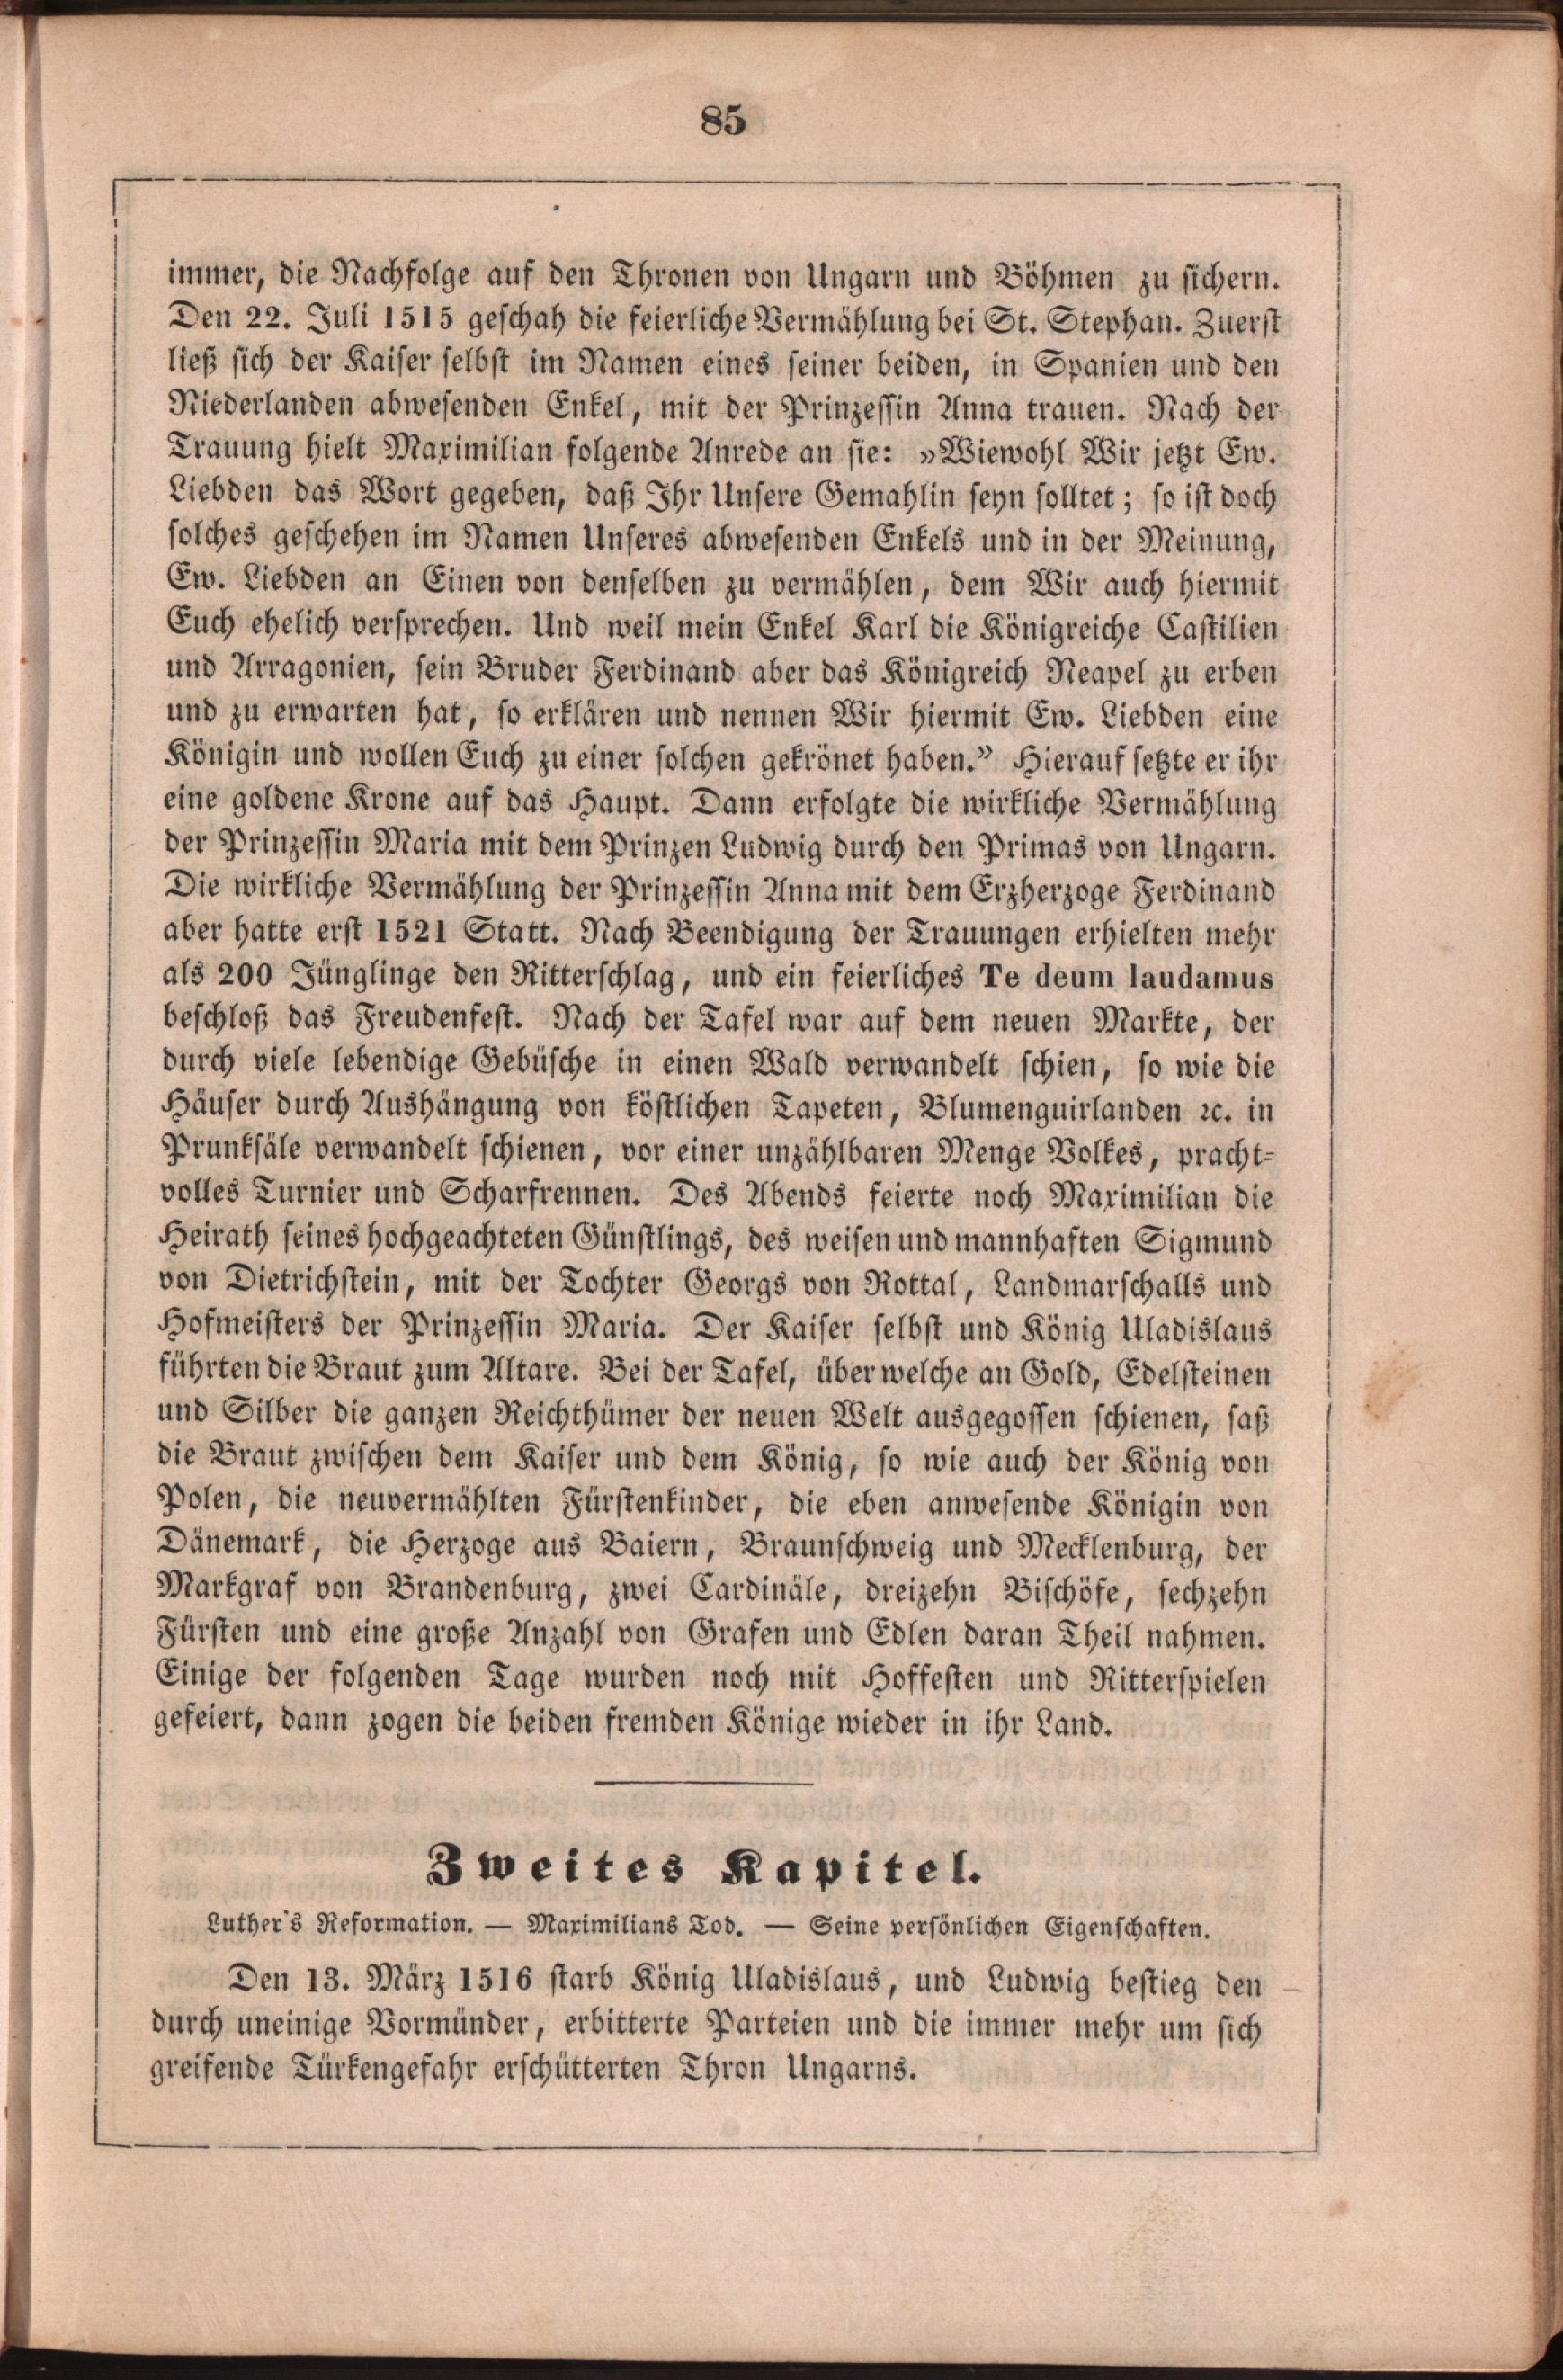 85
immer, die Nachfolge auf den Thronen von Ungarn und Böhmen zu sichern.
Den 22. Juli 1515 geschah die feierliche Vermählung bei St. Stephan. Zuerst
ließ sich der Kaiser selbst im Namen eines seiner beiden, in Spanien und den
Niederlanden abwesenden Enkel, mit der Prinzessin Anna trauen. Nach der
Trauung hielt Maximilian folgende Anrede an sie: »Wiewohl Wir jetzt Ew.
Liebden das Wort gegeben, daß Ihr Unsere Gemahlin seyn solltet; so ist doch
solches geschehen im Namen Unseres abwesenden Enkels und in der Meinung,
Ew. Liebden an Einen von denselben zu vermählen, dem Wir auch hiermit
Euch ehelich versprechen. Und weil mein Enkel Karl die Königreiche Castilien
und Arragonien, sein Bruder Ferdinand aber das Königreich Neapel zu erben
und zu erwarten hat, so erklären und nennen Wir hiermit Ew. Liebden eine
Königin und wollen Euch zu einer solchen gekrönet haben.” Hierauf setzte er ihr
eine goldene Krone auf das Haupt. Dann erfolgte die wirkliche Vermählung
der Prinzessin Maria mit dem Prinzen Ludwig durch den Primas von Ungarn.
Die wirkliche Vermählung der Prinzessin Anna mit dem Erzherzoge Ferdinand
aber hatte erst 1521 Statt. Nach Beendigung der Trauungen erhielten mehr
als 200 Jünglinge den Ritterschlag, und ein feierliches Te deum laudamus
beschloß das Freudenfest. Nach der Tafel war auf dem neuen Markte, der
durch viele lebendige Gebüsche in einen Wald verwandelt schien, so wie die
Häuser durch Aushängung von köstlichen Tapeten, Blumenguirlanden ꝛc. in
Prunksäle verwandelt schienen, vor einer unzählbaren Menge Volkes, pracht-
volles Turnier und Scharfrennen. Des Abends feierte noch Maximilian die
Heirath seines hochgeachteten Günstlings, des weisen und mannhaften Sigmund
von Dietrichstein, mit der Tochter Georgs von Rottal, Landmarschalls und
Hofmeisters der Prinzessin Maria. Der Kaiser selbst und König Uladislaus
führten die Braut zum Altare. Bei der Tafel, über welche an Gold, Edelsteinen
und Silber die ganzen Reichthümer der neuen Welt ausgegossen schienen, saß
die Braut zwischen dem Kaiser und dem König, so wie auch der König von
Polen, die neuvermählten Fürstenkinder, die eben anwesende Königin von
Dänemark, die Herzoge aus Baiern, Braunschweig und Mecklenburg, der
Markgraf von Brandenburg, zwei Cardinäle, dreizehn Bischöfe, sechzehn
Fürsten und eine große Anzahl von Grafen und Edlen daran Theil nahmen.
Einige der folgenden Tage wurden noch mit Hoffesten und Ritterspielen
gefeiert, dann zogen die beiden fremden Könige wieder in ihr Land.
Zweites Kapitel.
Luther's Reformation. — Maximilians Tod. — Seine persönlichen Eigenschaften.
Den 13. März 1516 starb König Uladislaus, und Ludwig bestieg den
durch uneinige Vormünder, erbitterte Parteien und die immer mehr um sich
greifende Türkengefahr erschütterten Thron Ungarns.